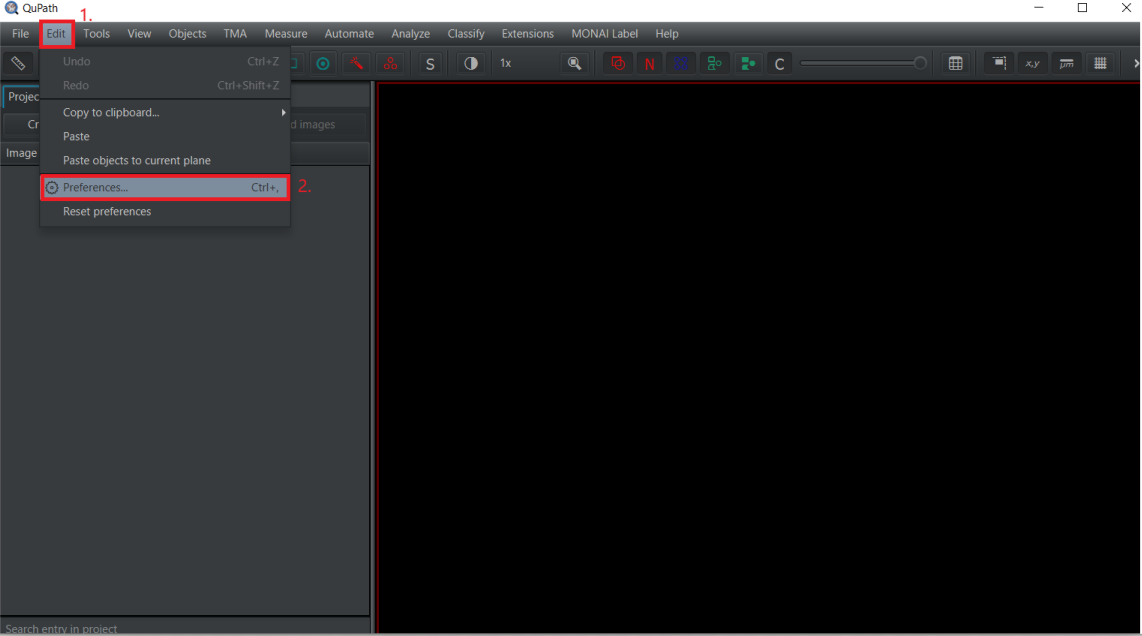 QuPath
1.
File Edit Tools View Objects TMA Measure Automate Analyze Classify Extensions MONAI Label Help
S 1x N C x,y μm
Undo Ctrl+Z
Redo Ctrl+Shift+Z
Copy to clipboard...
Paste
Paste objects to current plane
Preferences... Ctrl+, 2.
Reset preferences
Projec
Cr d images
Image
Search entry in project